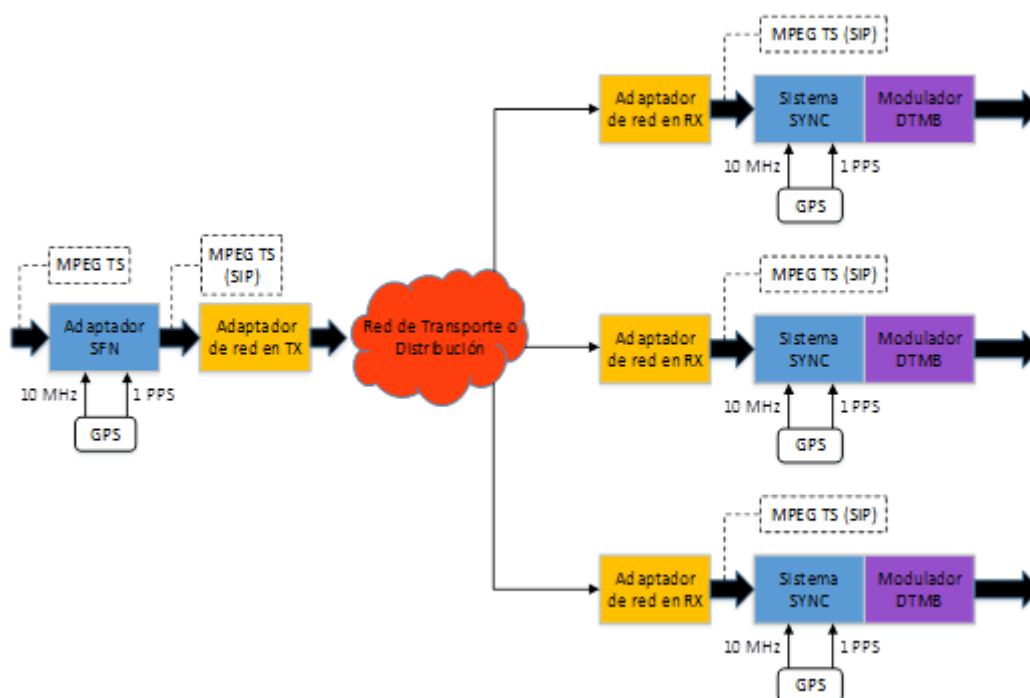 MPEG TS (SIP)
Adaptador
de red en RX
Sistema
SYNC
Modulador
DTMB
10 MHz
1 PPS
GPS
MPEG TS
MPEG TS
(SIP)
Adaptador
SFN
Adaptador
de red en TX
10 MHz
1 PPS
GPS
Red de Transporte o
Distribución
MPEG TS (SIP)
Adaptador
de red en RX
Sistema
SYNC
Modulador
DTMB
10 MHz
1 PPS
GPS
MPEG TS (SIP)
Adaptador
de red en RX
Sistema
SYNC
Modulador
DTMB
10 MHz
1 PPS
GPS